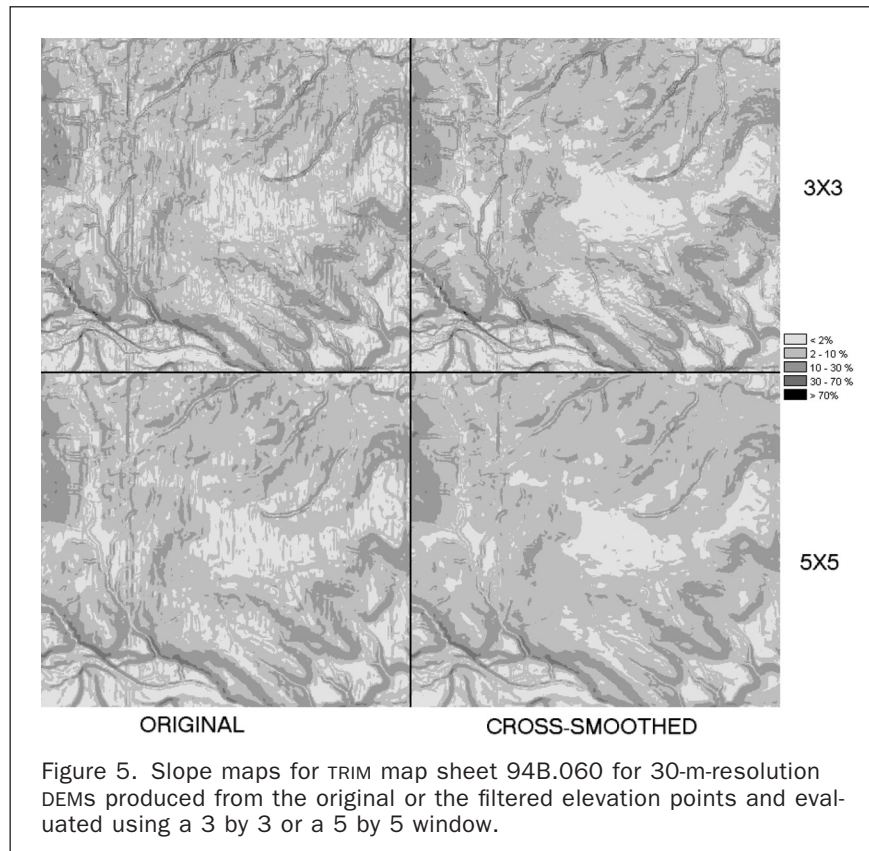 3X3
< 2%
2 - 10 %
10 - 30 %
30 - 70 %
> 70%
5X5
ORIGINAL
CROSS-SMOOTHED
Figure 5. Slope maps for TRIM map sheet 94B.060 for 30-m-resolution
DEMs produced from the original or the filtered elevation points and eval-
uated using a 3 by 3 or a 5 by 5 window.